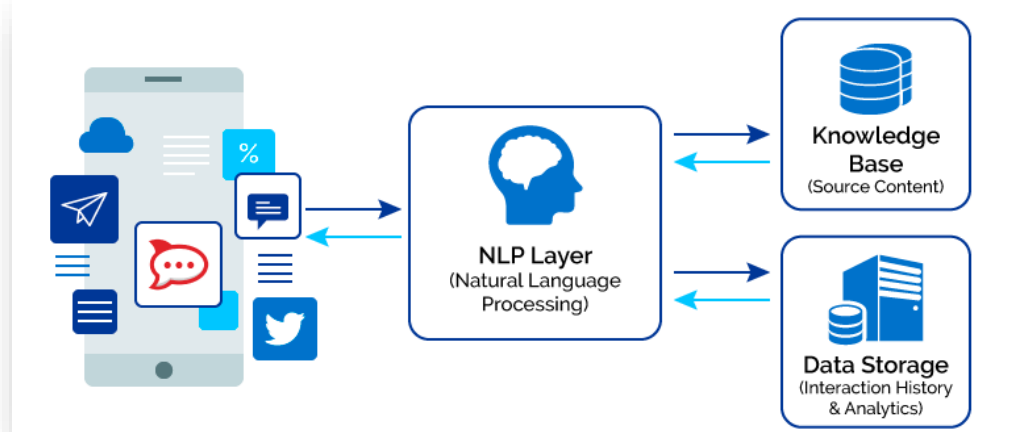 %
NLP Layer
(Natural Language
Processing)
Knowledge
Base
(Source Content)
Data Storage
(Interaction History
& Analytics)